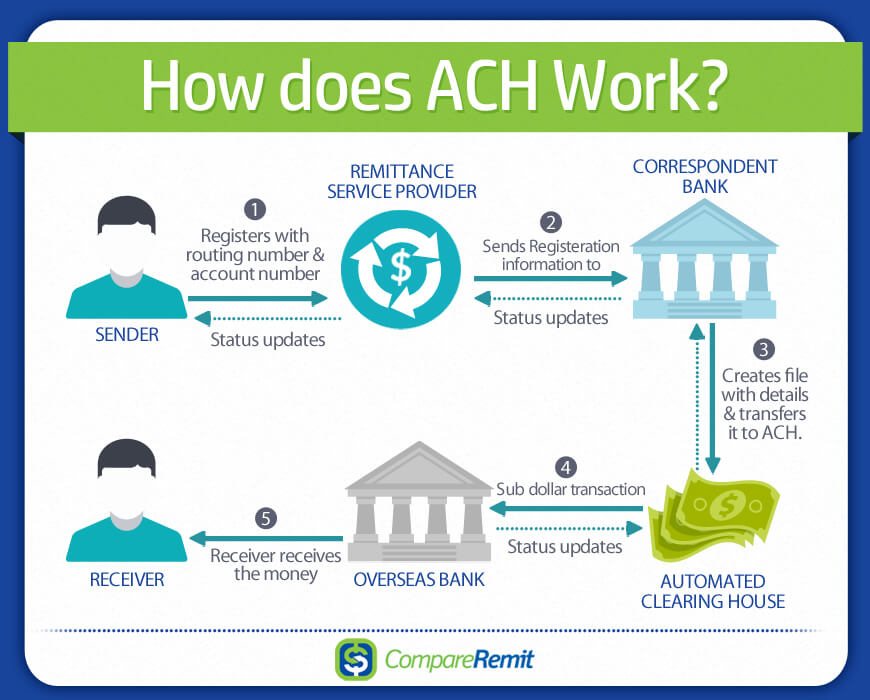 How does ACH Work?
REMITTANCE
SERVICE PROVIDER
CORRESPONDENT
BANK
1
Registers with
routing number &
account number
2
Sends Registeration
information to
$
Status updates
Status updates
SENDER
3
Creates file
with details
& transfers
it to ACH.
4
Sub dollar transaction
$
5
Receiver receives
the money
Status updates
RECEIVER
OVERSEAS BANK
AUTOMATED
CLEARING HOUSE
$ CompareRemit